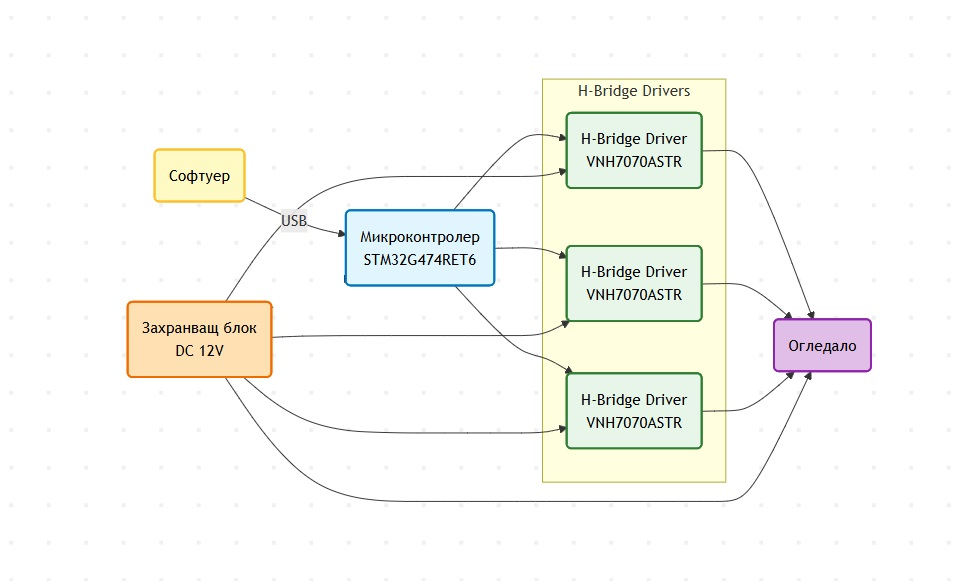 H-Bridge Drivers
H-Bridge Driver
VNH7070ASTR
Софтуер
USB
Микроконтролер
STM32G474RET6
H-Bridge Driver
VNH7070ASTR
Захранващ блок
DC 12V
Огледало
H-Bridge Driver
VNH7070ASTR